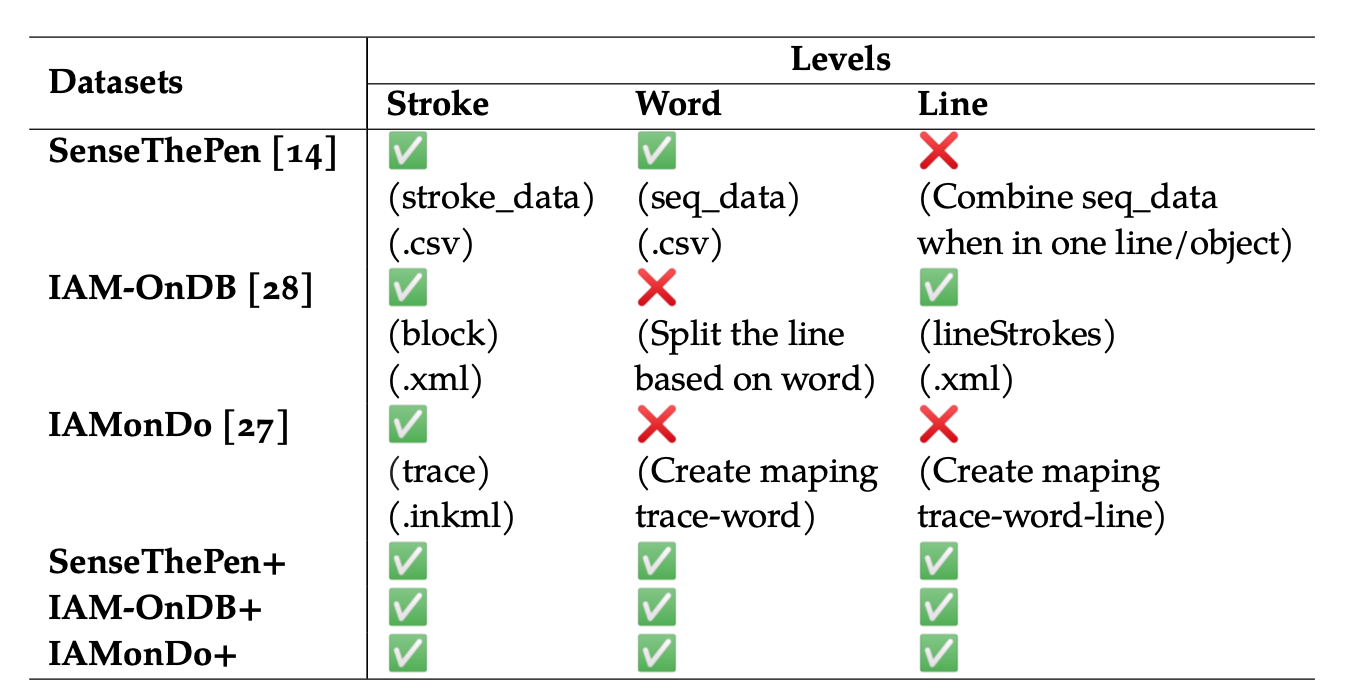 Datasets Levels
Stroke Word Line
SenseThePen [14] ✅ ✅ ❌
(stroke_data) (seq_data) (Combine seq_data
(.csv) (.csv) when in one line/object)
IAM-OnDB [28] ✅ ❌ ✅
(block) (Split the line (lineStrokes)
(.xml) based on word) (.xml)
IAMonDo [27] ✅ ❌ ❌
(trace) (Create maping (Create maping
(.inkml) trace-word) trace-word-line)
SenseThePen+ ✅ ✅ ✅
IAM-OnDB+ ✅ ✅ ✅
IAMonDo+ ✅ ✅ ✅